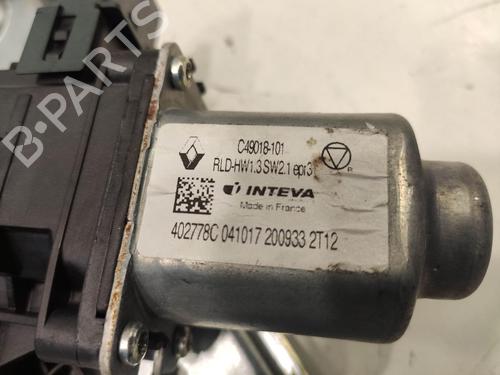 C49018-101
RLD-HW1.3 SW2.1 epr3
INTEVA
Made in France
402778C 041017 200933 2T12
B-PARTS